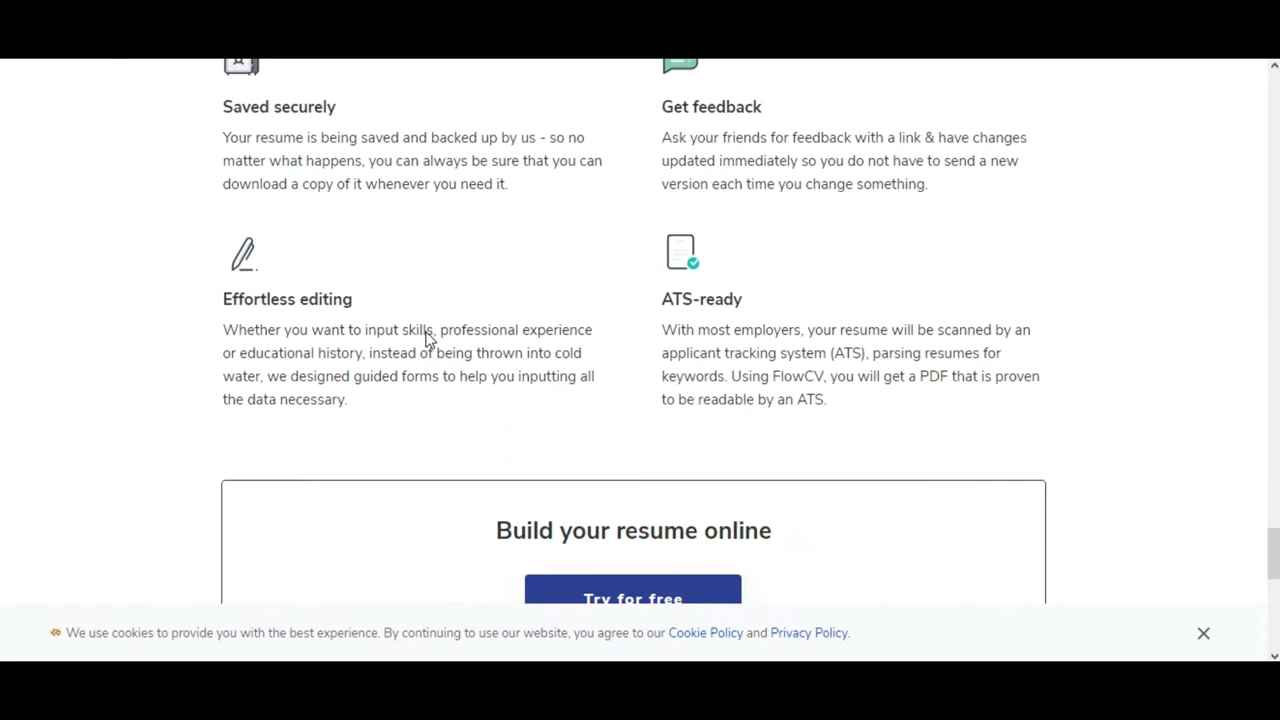 Saved securely
Your resume is being saved and backed up by us - so no
matter what happens, you can always be sure that you can
download a copy of it whenever you need it.
Get feedback
Ask your friends for feedback with a link & have changes
updated immediately so you do not have to send a new
version each time you change something.
Effortless editing
Whether you want to input skills, professional experience
or educational history, instead of being thrown into cold
water, we designed guided forms to help you inputting all
the data necessary.
ATS-ready
With most employers, your resume will be scanned by an
applicant tracking system (ATS), parsing resumes for
keywords. Using FlowCV, you will get a PDF that is proven
to be readable by an ATS.
Build your resume online
Try for free
We use cookies to provide you with the best experience. By continuing to use our website, you agree to our Cookie Policy and Privacy Policy.